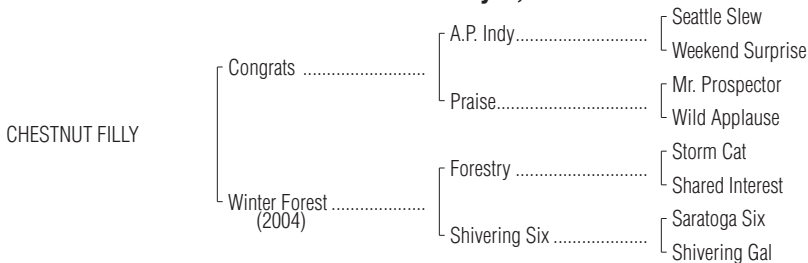 Seattle Slew
A.P. Indy..............................
Weekend Surprise
Congrats ............................
Mr. Prospector
Praise..................................
Wild Applause
CHESTNUT FILLY
Storm Cat
Forestry ..............................
Shared Interest
Winter Forest .....................
(2004)
Saratoga Six
Shivering Six .....................
Shivering Gal